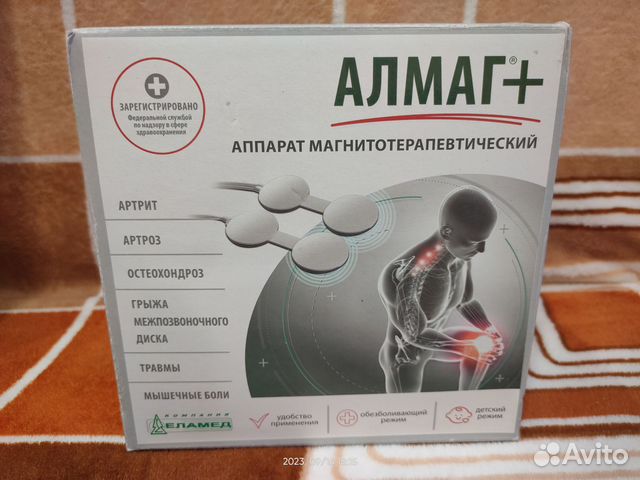 АЛМАГ®+
АППАРАТ МАГНИТОТЕРАПЕВТИЧЕСКИЙ
ЗАРЕГИСТРИРОВАНО
Федеральной службой
по надзору в сфере
здравоохранения
АРТРИТ
АРТРОЗ
ОСТЕОХОНДРОЗ
ГРЫЖА
МЕЖПОЗВОНОЧНОГО
ДИСКА
ТРАВМЫ
МЫШЕЧНЫЕ БОЛИ
КОМПАНИЯ
ЕЛАМЕД
удобство
применения
обезболивающий
режим
детский
режим
Avito